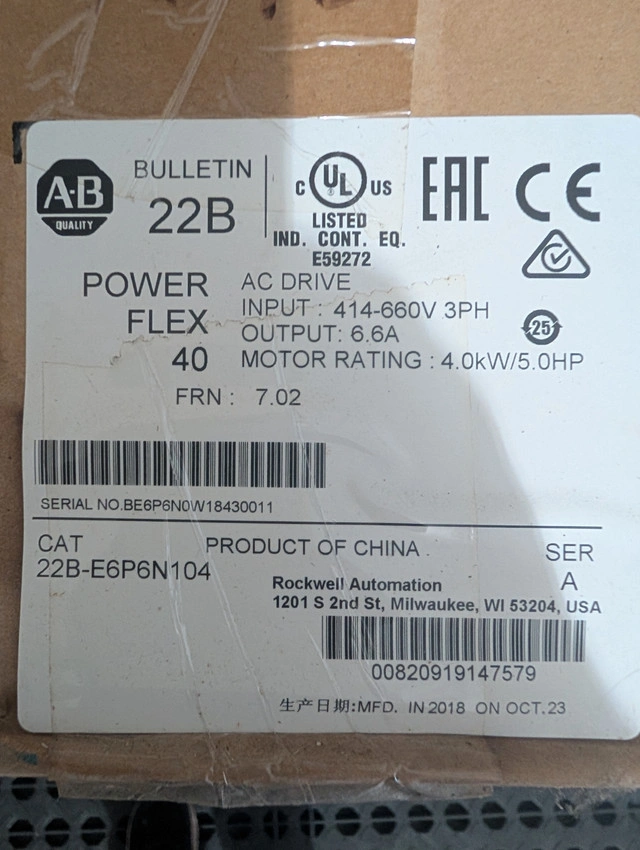 A-B
QUALITY
BULLETIN
22B
C UL US
LISTED
IND. CONT. EQ.
E59272
EAC CE
POWER
FLEX
40
AC DRIVE
INPUT : 414-660V 3PH
OUTPUT: 6.6A
MOTOR RATING : 4.0kW/5.0HP
25
FRN : 7.02
SERIAL NO.BE6P6N0W18430011
CAT
22B-E6P6N104
PRODUCT OF CHINA .
SER
A
Rockwell Automation
1201 S 2nd St, Milwaukee, WI 53204, USA
00820919147579
生产日期:MFD. IN 2018 ON OCT.23